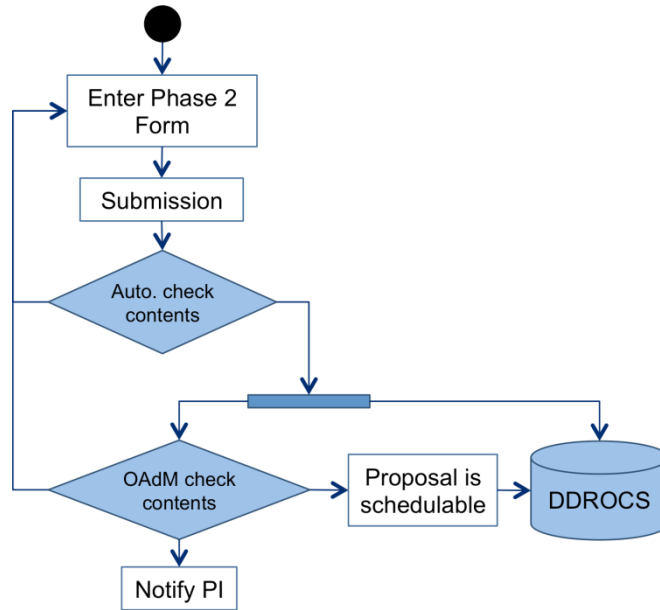 Enter Phase 2
Form
Submission
Auto. check
contents
OAdM check
contents
Proposal is
schedulable
DDROCS
Notify PI